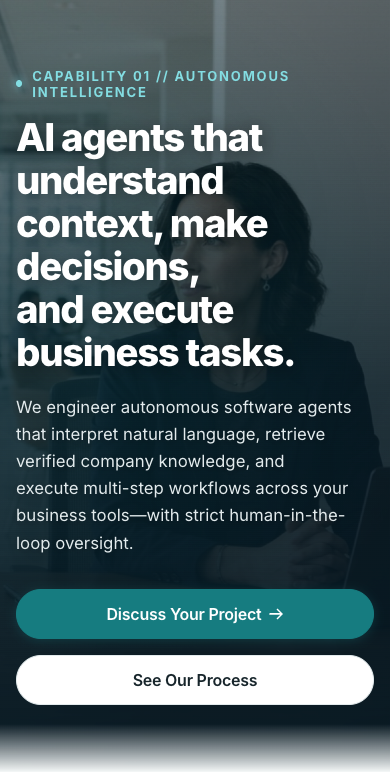 CAPABILITY 01 // AUTONOMOUS
INTELLIGENCE
AI agents that
understand
context, make
decisions,
and execute
business tasks.
We engineer autonomous software agents
that interpret natural language, retrieve
verified company knowledge, and
execute multi-step workflows across your
business tools—with strict human-in-the-
loop oversight.
Discuss Your Project →
See Our Process